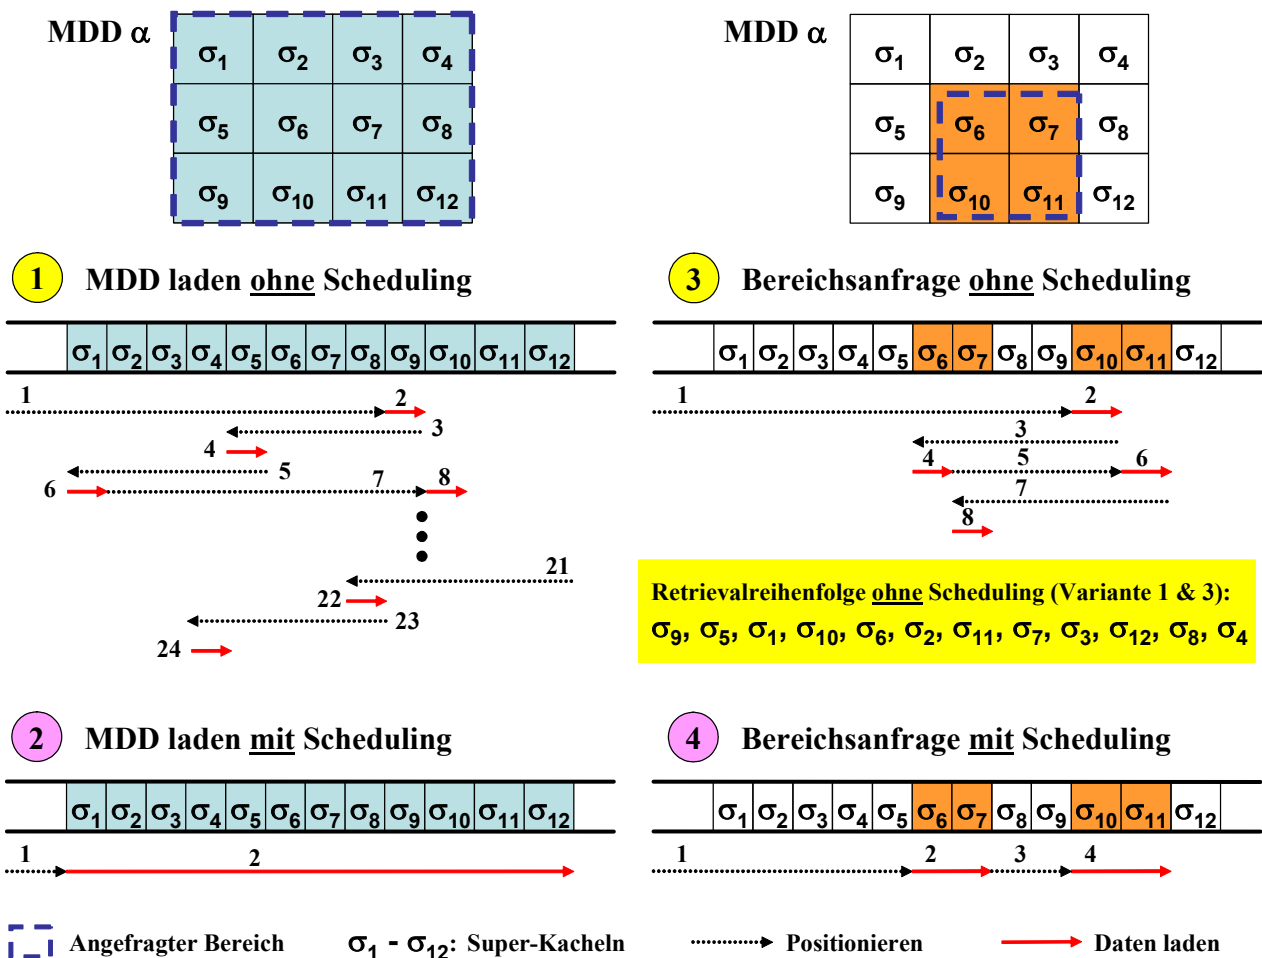 MDD α
σ1 σ2 σ3 σ4
σ5 σ6 σ7 σ8
σ9 σ10 σ11 σ12
MDD α
σ1 σ2 σ3 σ4
σ5 σ6 σ7 σ8
σ9 σ10 σ11 σ12
1 MDD laden ohne Scheduling
σ1 σ2 σ3 σ4 σ5 σ6 σ7 σ8 σ9 σ10 σ11 σ12
1 2
3
4
5
6 7 8
21
22
23
24
3 Bereichsanfrage ohne Scheduling
σ1 σ2 σ3 σ4 σ5 σ6 σ7 σ8 σ9 σ10 σ11 σ12
1 2
3
4 5 6
7
8
Retrievalreihenfolge ohne Scheduling (Variante 1 & 3):
σ9, σ5, σ1, σ10, σ6, σ2, σ11, σ7, σ3, σ12, σ8, σ4
2 MDD laden mit Scheduling
σ1 σ2 σ3 σ4 σ5 σ6 σ7 σ8 σ9 σ10 σ11 σ12
1 2
4 Bereichsanfrage mit Scheduling
σ1 σ2 σ3 σ4 σ5 σ6 σ7 σ8 σ9 σ10 σ11 σ12
1 2 3 4
Angefragter Bereich
σ1 - σ12: Super-Kacheln
Positionieren
Daten laden